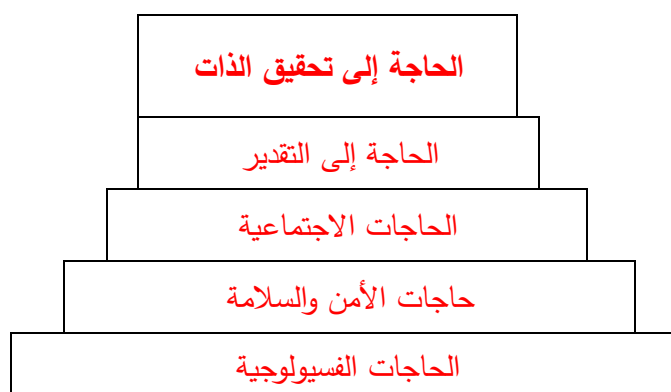 الحاجة إلى تحقيق الذات
الحاجة إلى التقدير
الحاجات الاجتماعية
حاجات الأمن والسلامة
الحاجات الفسيولوجية